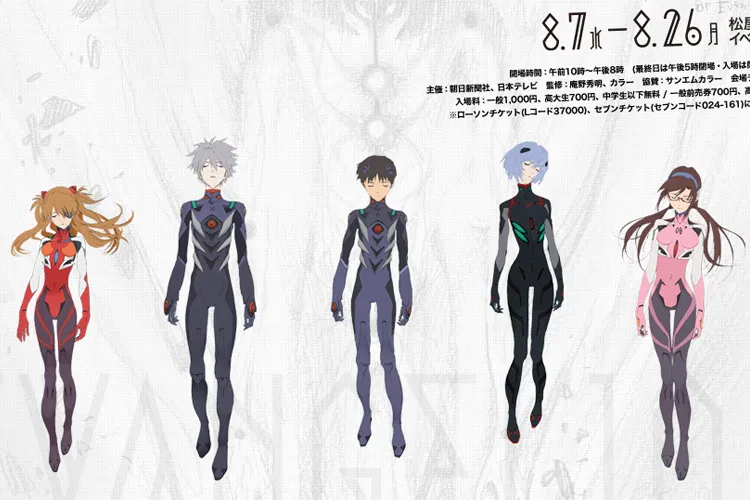 OF EVAN
8.7水—8.26月 松屋
イベ
開場時間：午前10時～午後8時　(最終日は午後5時閉場・入場は閉
主催：朝日新聞社、日本テレビ　監修：庵野秀明、カラー　協賛：サンエムカラー　会場デ
入場料：一般1,000円、高大生700円、中学生以下無料 / 一般前売券700円、高
※ローソンチケット(Lコード37000)、セブンチケット(セブンコード024-161)に
EVANGELION